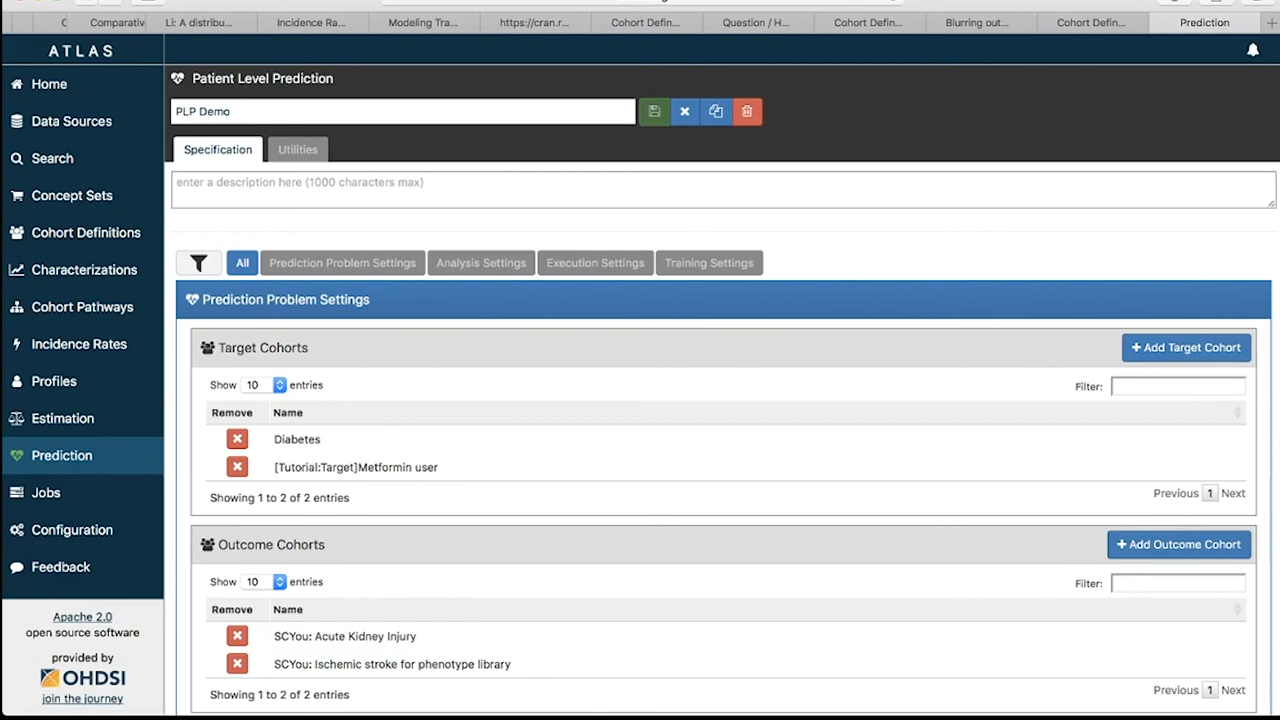 C Comparativ LI: A distribu... Incidence Ra... Modeling Tra... https://cran.r... Cohort Defin... Question / H... Cohort Defin... Blurring out... Cohort Defin... Prediction
ATLAS
Home
Data Sources
Search
Concept Sets
Cohort Definitions
Characterizations
Cohort Pathways
Incidence Rates
Profiles
Estimation
Prediction
Jobs
Configuration
Feedback
Apache 2.0
open source software
provided by
OHDSI
join the journey
Patient Level Prediction
PLP Demo
Specification Utilities
enter a description here (1000 characters max)
All Prediction Problem Settings Analysis Settings Execution Settings Training Settings
Prediction Problem Settings
Target Cohorts + Add Target Cohort
Show 10 entries Filter:
Remove Name
Diabetes
[Tutorial:Target]Metformin user
Showing 1 to 2 of 2 entries Previous 1 Next
Outcome Cohorts + Add Outcome Cohort
Show 10 entries Filter:
Remove Name
SCYou: Acute Kidney Injury
SCYou: Ischemic stroke for phenotype library
Showing 1 to 2 of 2 entries Previous 1 Next